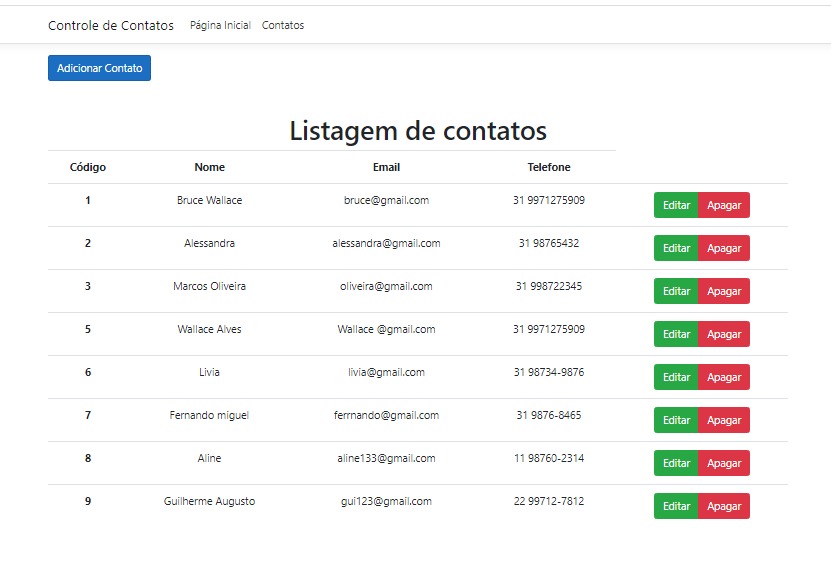 Controle de Contatos Página Inicial Contatos
Adicionar Contato
Listagem de contatos
Código Nome Email Telefone
1 Bruce Wallace bruce@gmail.com 31 9971275909 Editar Apagar
2 Alessandra alessandra@gmail.com 31 98765432 Editar Apagar
3 Marcos Oliveira oliveira@gmail.com 31 998722345 Editar Apagar
5 Wallace Alves Wallace @gmail.com 31 9971275909 Editar Apagar
6 Livia livia@gmail.com 31 98734-9876 Editar Apagar
7 Fernando miguel ferrnando@gmail.com 31 9876-8465 Editar Apagar
8 Aline aline133@gmail.com 11 98760-2314 Editar Apagar
9 Guilherme Augusto gui123@gmail.com 22 99712-7812 Editar Apagar